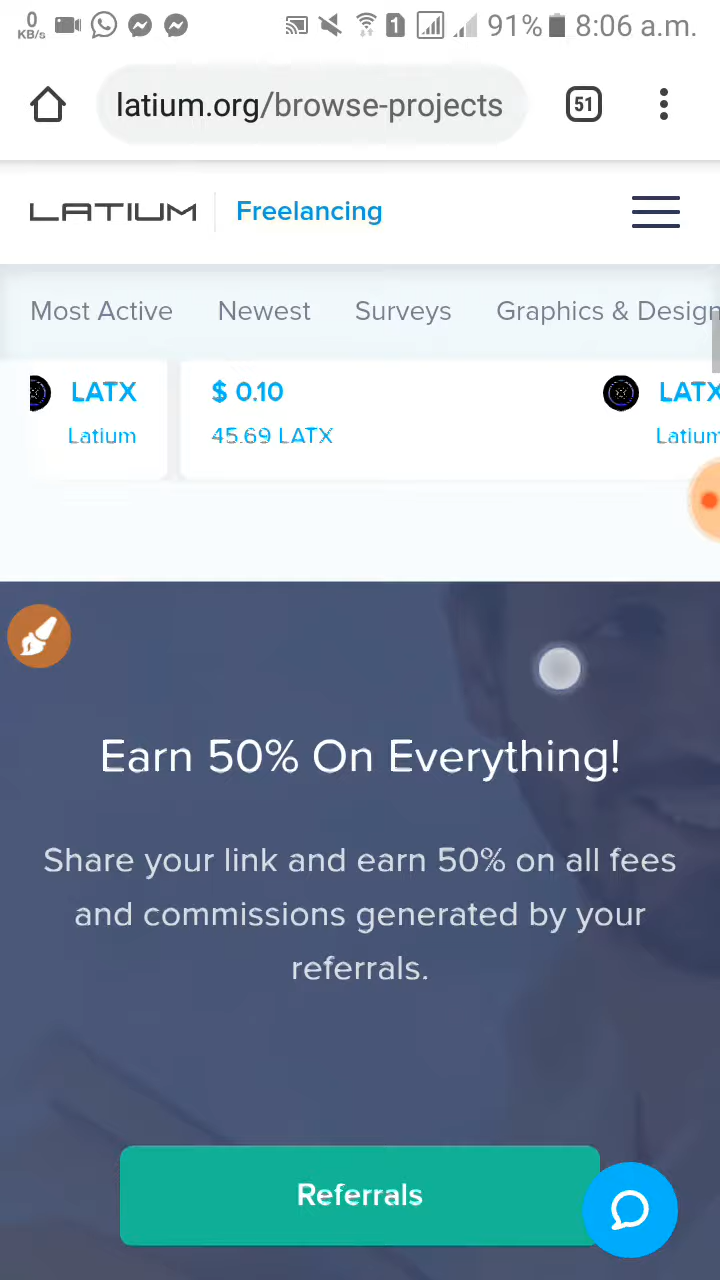 0
KB/s
1
91%
8:06 a.m.
latium.org/browse-projects
51
LATIUM
Freelancing
Most Active
Newest
Surveys
Graphics & Design
LATX
$ 0.10
LATX
Latium
45.69 LATX
Latium
Earn 50% On Everything!
Share your link and earn 50% on all fees
and commissions generated by your
referrals.
Referrals